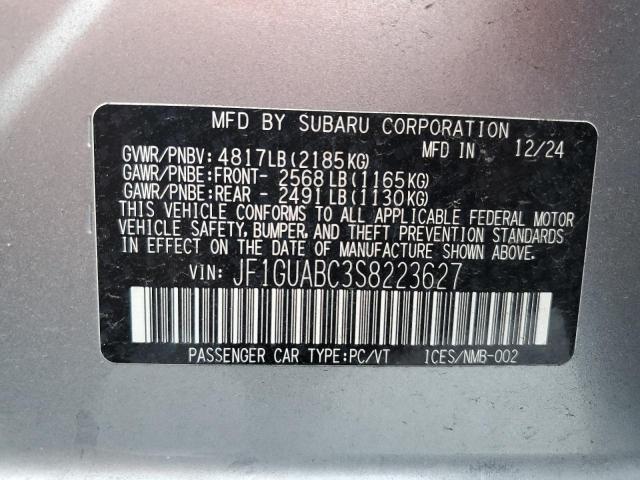 MFD BY SUBARU CORPORATION
GVWR/PNBV: 4817LB(2185KG) MFD IN 12/24
GAWR/PNBE:FRONT- 2568LB(1165KG)
GAWR/PNBE:REAR - 2491LB(1130KG)
THIS VEHICLE CONFORMS TO ALL APPLICABLE FEDERAL MOTOR
VEHICLE SAFETY, BUMPER, AND THEFT PREVENTION STANDARDS
IN EFFECT ON THE DATE OF MANUFACTURE SHOWN ABOVE.
VIN: JF1GUABC3S8223627
PASSENGER CAR TYPE:PC/VT 1CES/NMB-002